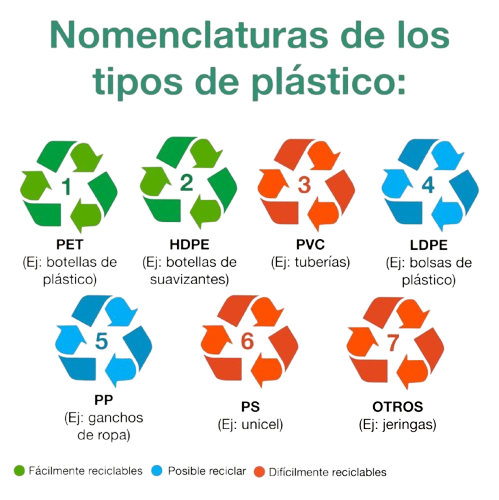 Nomenclaturas de los
tipos de plástico:
1
2
3
4
PET
(Ej: botellas de
plástico)
HDPE
(Ej: botellas de
suavizantes)
PVC
(Ej: tuberías)
LDPE
(Ej: bolsas de
plástico)
5
6
7
PP
(Ej: ganchos
de ropa)
PS
(Ej: unicel)
OTROS
(Ej: jeringas)
Fácilmente reciclables
Posible reciclar
Difícilmente reciclables